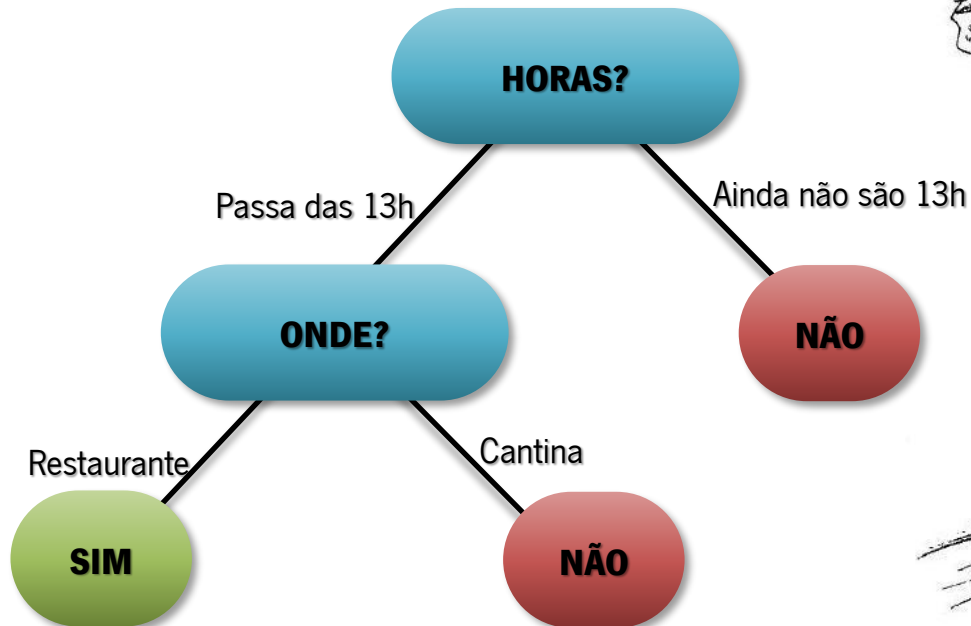 HORAS?
Passa das 13h
Ainda não são 13h
ONDE?
NÃO
Restaurante
Cantina
SIM
NÃO